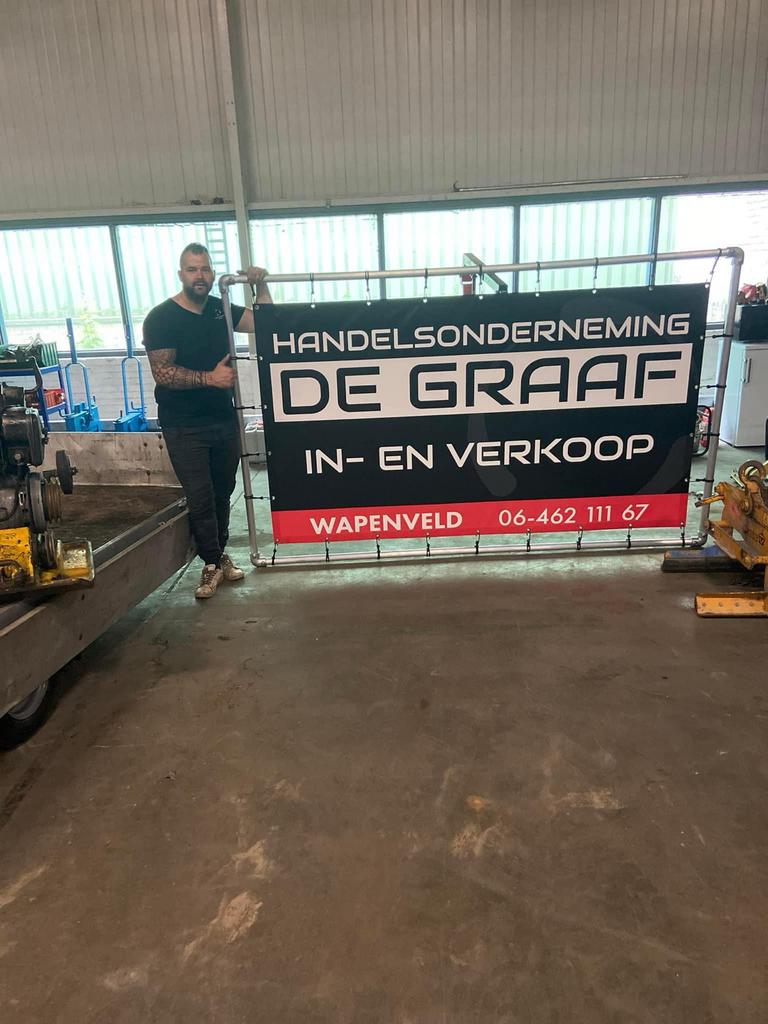 HANDELSONDERNEMING
DE GRAAF
IN- EN VERKOOP
WAPENVELD 06-462 111 67